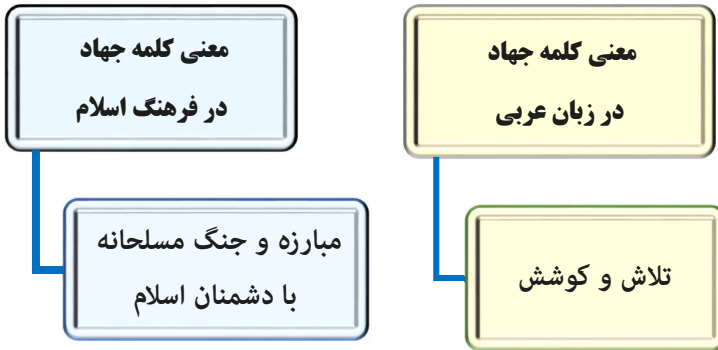 معنی کلمه جهاد
در زبان عربی
تلاش و کوشش
معنی کلمه جهاد
در فرهنگ اسلام
مبارزه و جنگ مسلحانه
با دشمنان اسلام